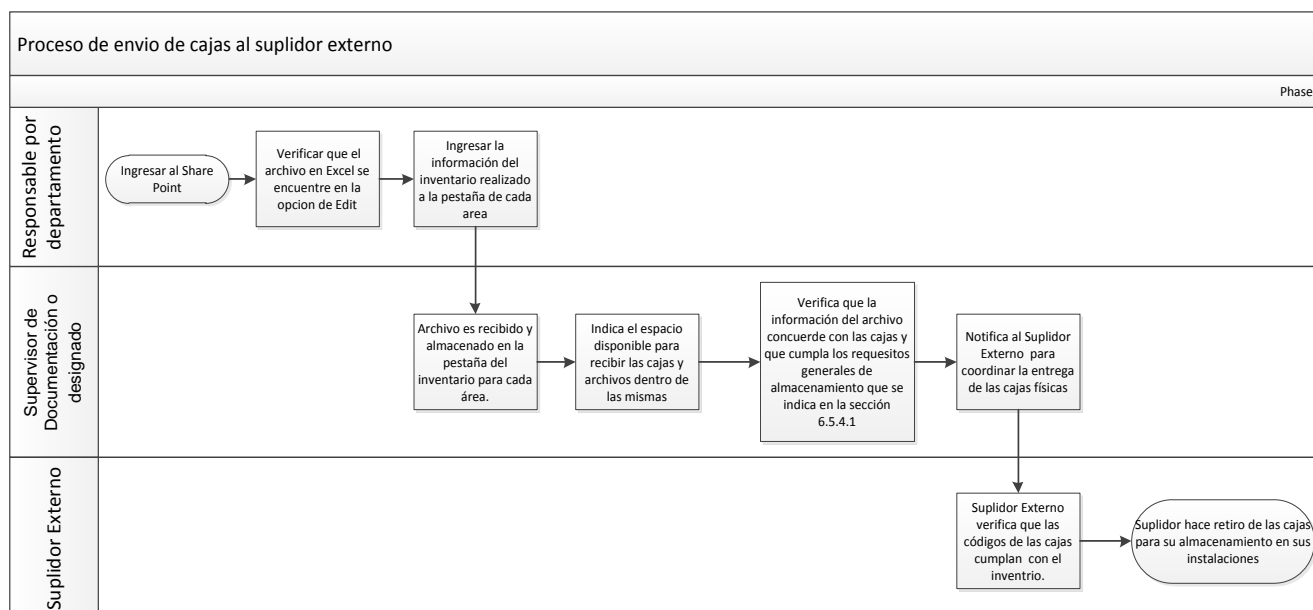 Proceso de envio de cajas al suplidor externo
Phase
Responsable por
departamento
Ingresar al Share
Point
Verificar que el
archivo en Excel se
encuentre en la
opcion de Edit
Ingresar la
información del
inventario realizado
a la pestaña de cada
area
Supervisor de
Documentación o
designado
Archivo es recibido y
almacenado en la
pestaña del
inventario para cada
área.
Indica el espacio
disponible para
recibir las cajas y
archivos dentro de
las mismas
Verifica que la
información del archivo
concuerde con las cajas y
que cumpla los requesitos
generales de
almacenamiento que se
indica en la sección
6.5.4.1
Notifica al Suplidor
Externo para
coordinar la entrega
de las cajas físicas
Suplidor Externo
Suplidor Externo
verifica que las
códigos de las cajas
cumplan con el
inventrio.
Suplidor hace retiro de las cajas
para su almacenamiento en sus
instalaciones